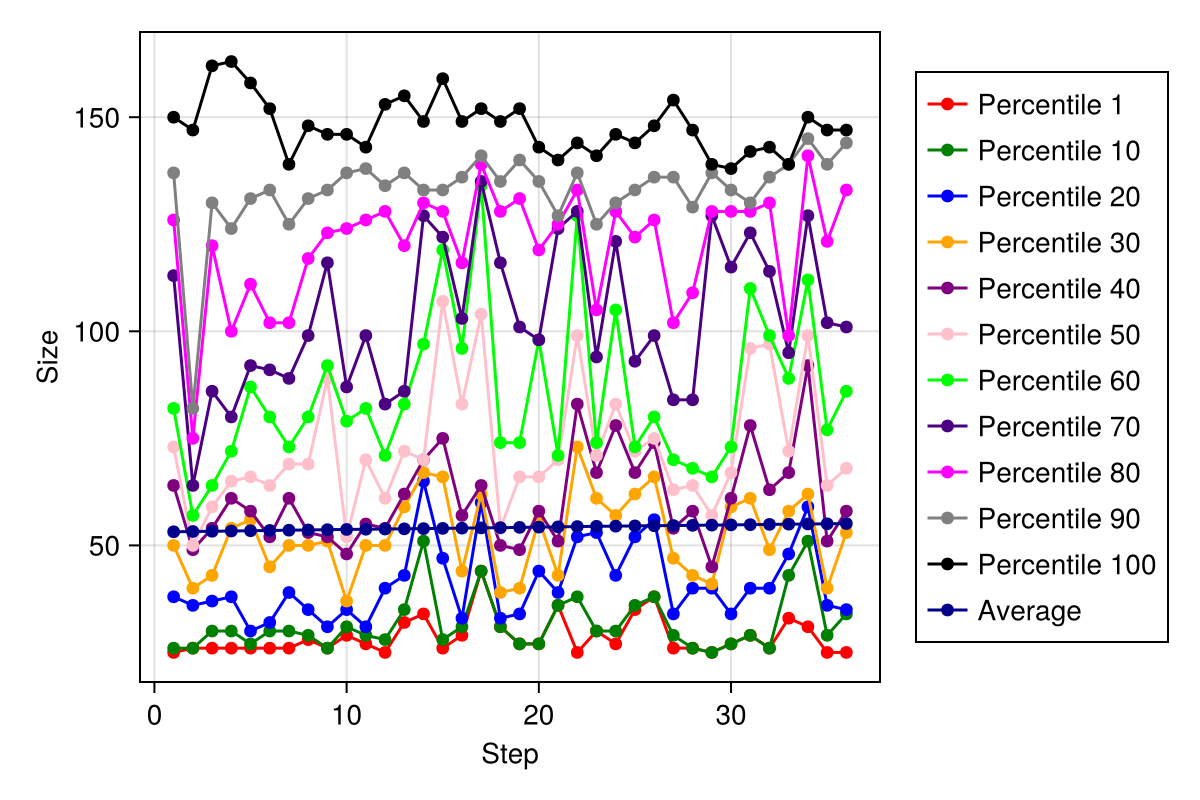 150
100
50
Size
0
10
20
30
Step
Percentile 1
Percentile 10
Percentile 20
Percentile 30
Percentile 40
Percentile 50
Percentile 60
Percentile 70
Percentile 80
Percentile 90
Percentile 100
Average